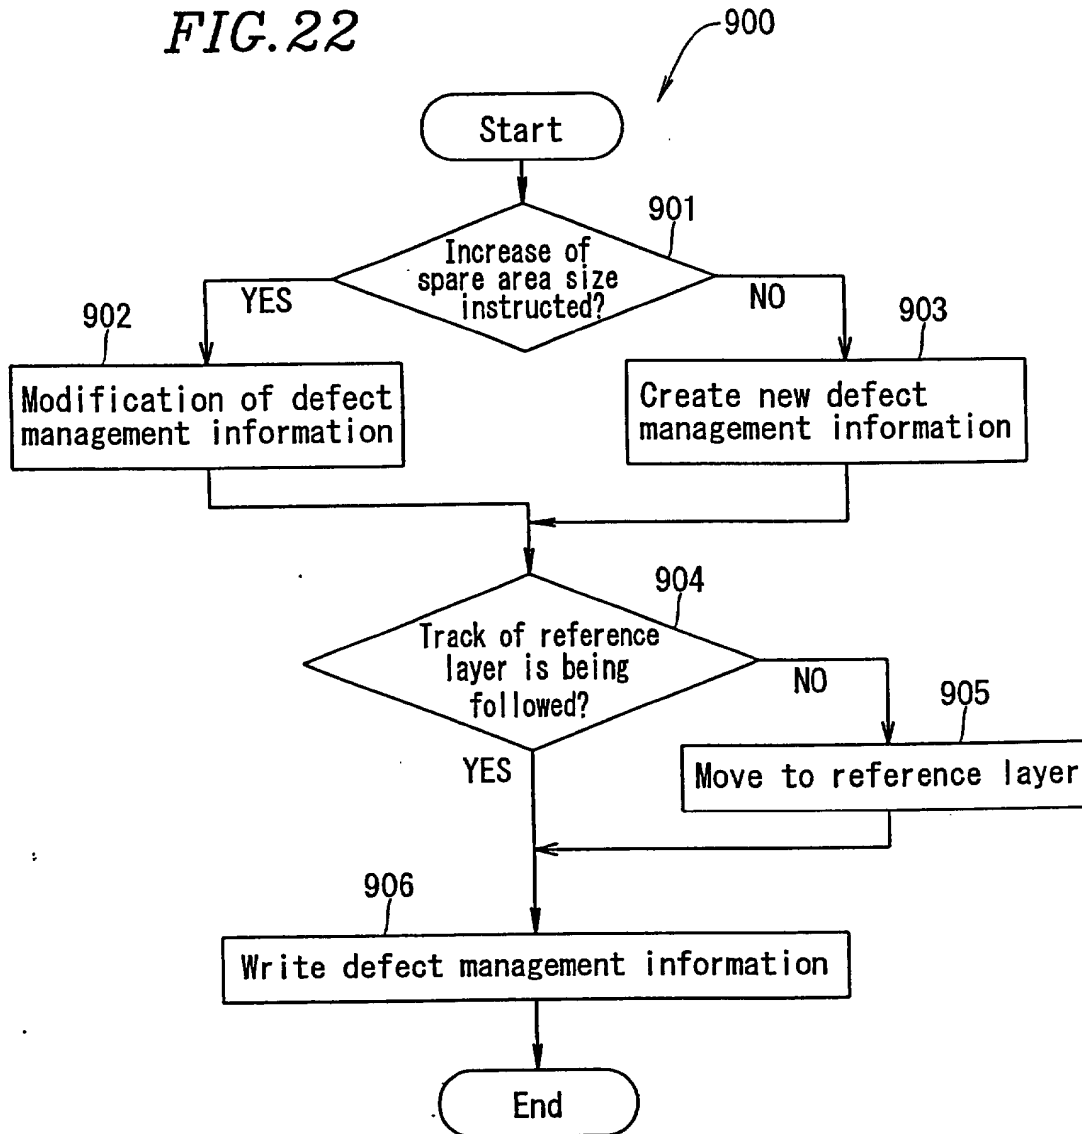 FIG.22
900
Start
901
Increase of
spare area size
instructed?
YES
NO
902
903
Modification of defect
management information
Create new defect
management information
904
Track of reference
layer is being
followed?
NO
905
YES
Move to reference layer
906
Write defect management information
End